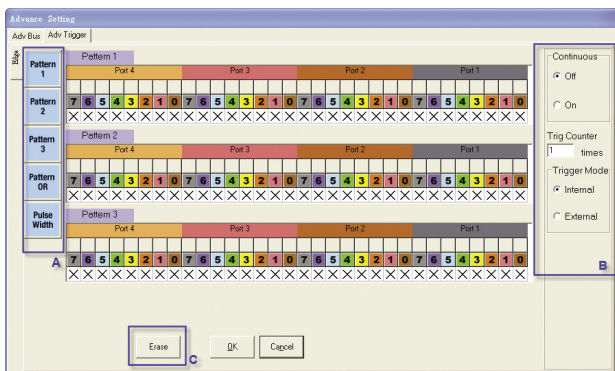 Advance Setting
Adv Bus Adv Trigger
Edge
Pattern 1
Pattern 2
Pattern 3
Pattern OR
Pulse Width
A
Pattern 1
Port 4 Port 3 Port 2 Port 1
7 6 5 4 3 2 1 0 7 6 5 4 3 2 1 0 7 6 5 4 3 2 1 0 7 6 5 4 3 2 1 0
X X X X X X X X X X X X X X X X X X X X X X X X X X X X X X X X
Pattern 2
Port 4 Port 3 Port 2 Port 1
7 6 5 4 3 2 1 0 7 6 5 4 3 2 1 0 7 6 5 4 3 2 1 0 7 6 5 4 3 2 1 0
X X X X X X X X X X X X X X X X X X X X X X X X X X X X X X X X
Pattern 3
Port 4 Port 3 Port 2 Port 1
7 6 5 4 3 2 1 0 7 6 5 4 3 2 1 0 7 6 5 4 3 2 1 0 7 6 5 4 3 2 1 0
X X X X X X X X X X X X X X X X X X X X X X X X X X X X X X X X
Continuous
Off
On
Trig Counter
1 times
Trigger Mode
Internal
External
B
Erase
C
OK
Cancel